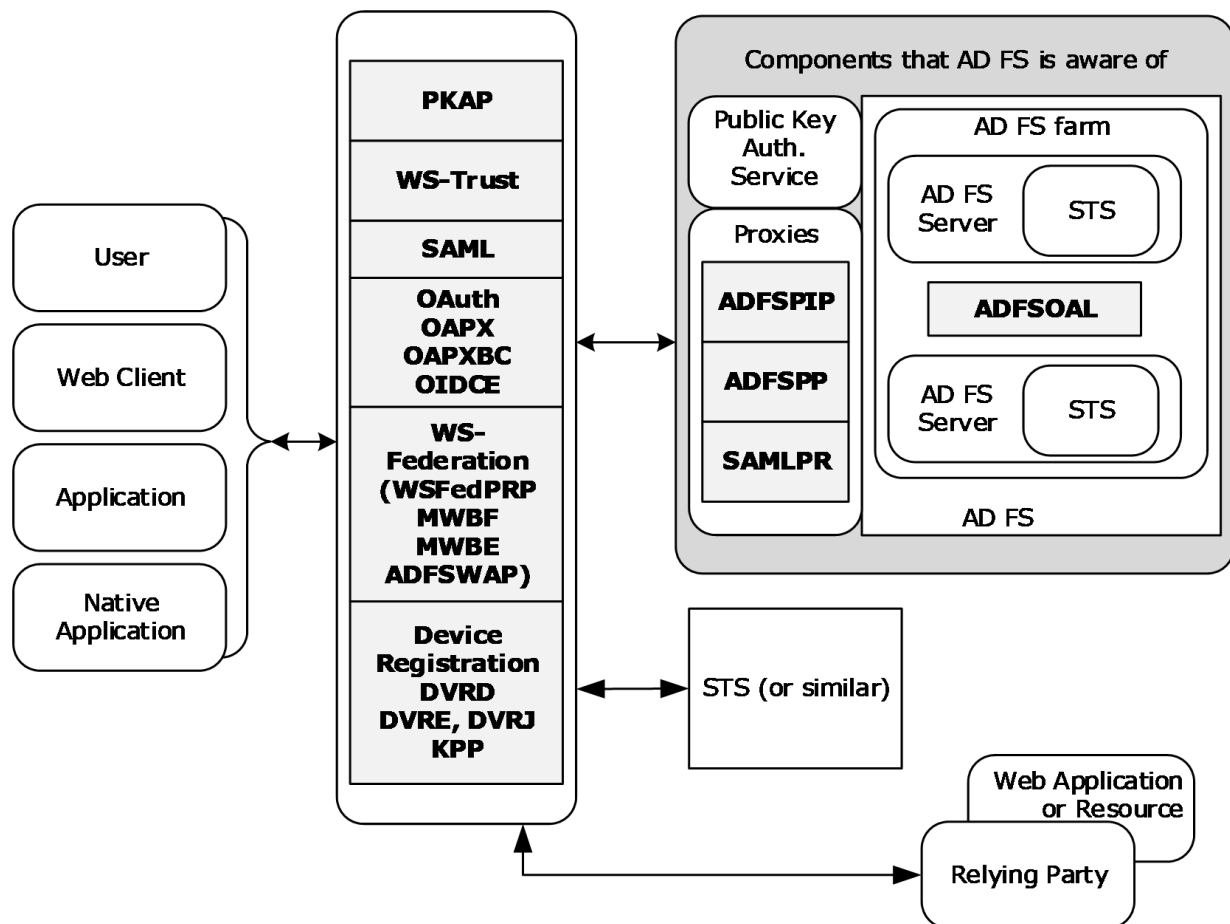 User
Web Client
Application
Native
Application
PKAP
WS-Trust
SAML
OAuth
OAPX
OAPXBC
OIDCE
WS-
Federation
(WSFedPRP
MWBF
MWBE
ADFSWAP)
Device
Registration
DVRD
DVRE, DVRJ
KPP
Components that AD FS is aware of
Public Key
Auth.
Service
Proxies
ADFSPIP
ADFSPP
SAMLPR
AD FS farm
AD FS
Server
STS
ADFSOAL
AD FS
Server
STS
AD FS
STS (or similar)
Web Application
or Resource
Relying Party